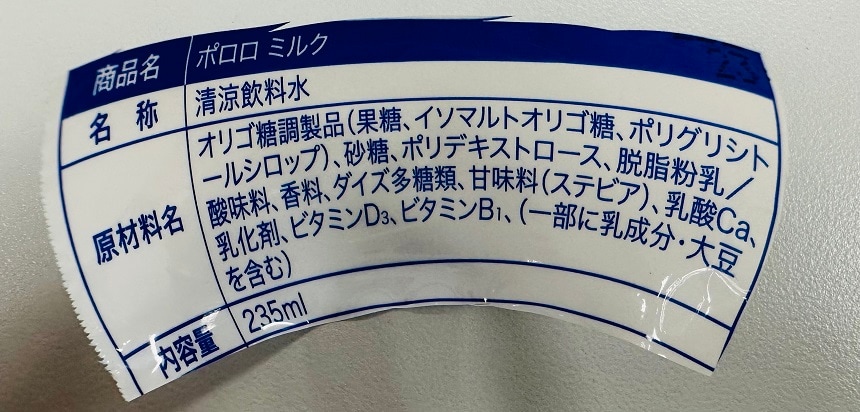 商品名 ポロロ ミルク
名 称 清涼飲料水
原材料名 オリゴ糖調製品(果糖、イソマルトオリゴ糖、ポリグリシト
ールシロップ)、砂糖、ポリデキストロース、脱脂粉乳/
酸味料、香料、ダイズ多糖類、甘味料(ステビア)、乳酸Ca、
乳化剤、ビタミンD3、ビタミンB1、(一部に乳成分・大豆
を含む)
内容量 235ml